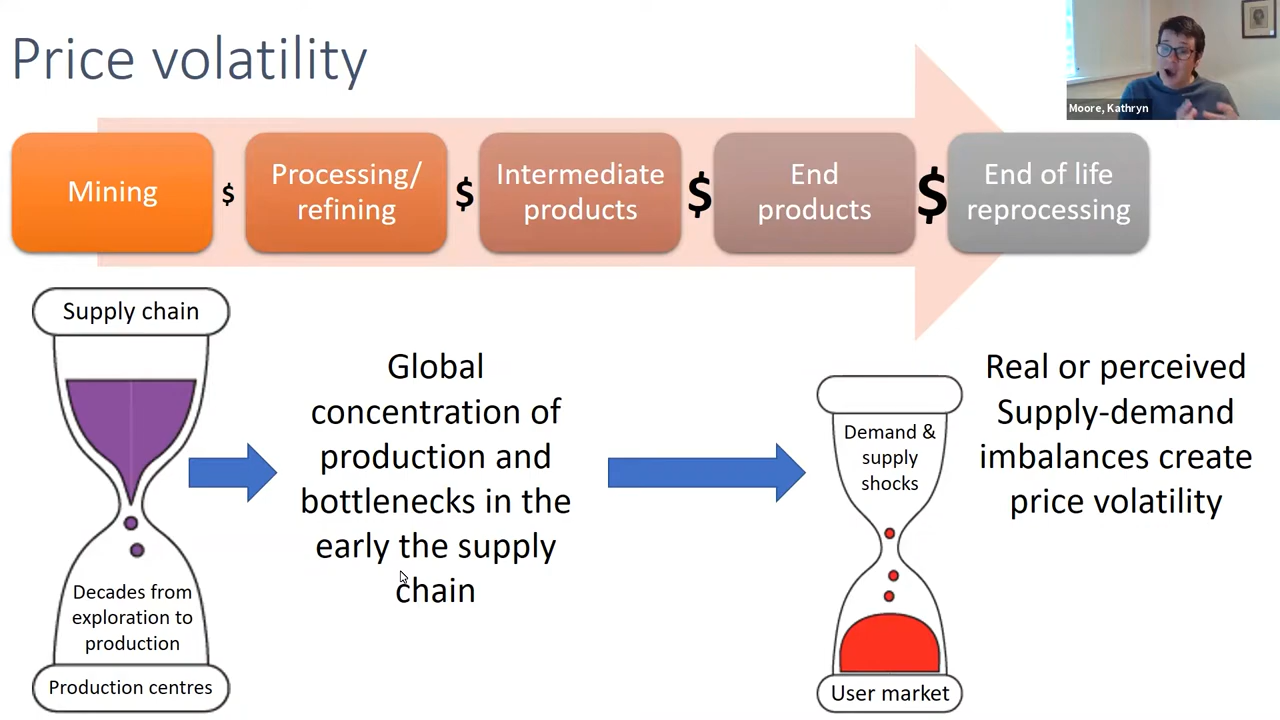 Price volatility
Moore, Kathryn
Mining
$
Processing/
refining
$
Intermediate
products
$
End
products
$
End of life
reprocessing
Supply chain
Decades from
exploration to
production
Production centres
Global
concentration of
production and
bottlenecks in the
early the supply
chain
Demand &
supply
shocks
User market
Real or perceived
Supply-demand
imbalances create
price volatility